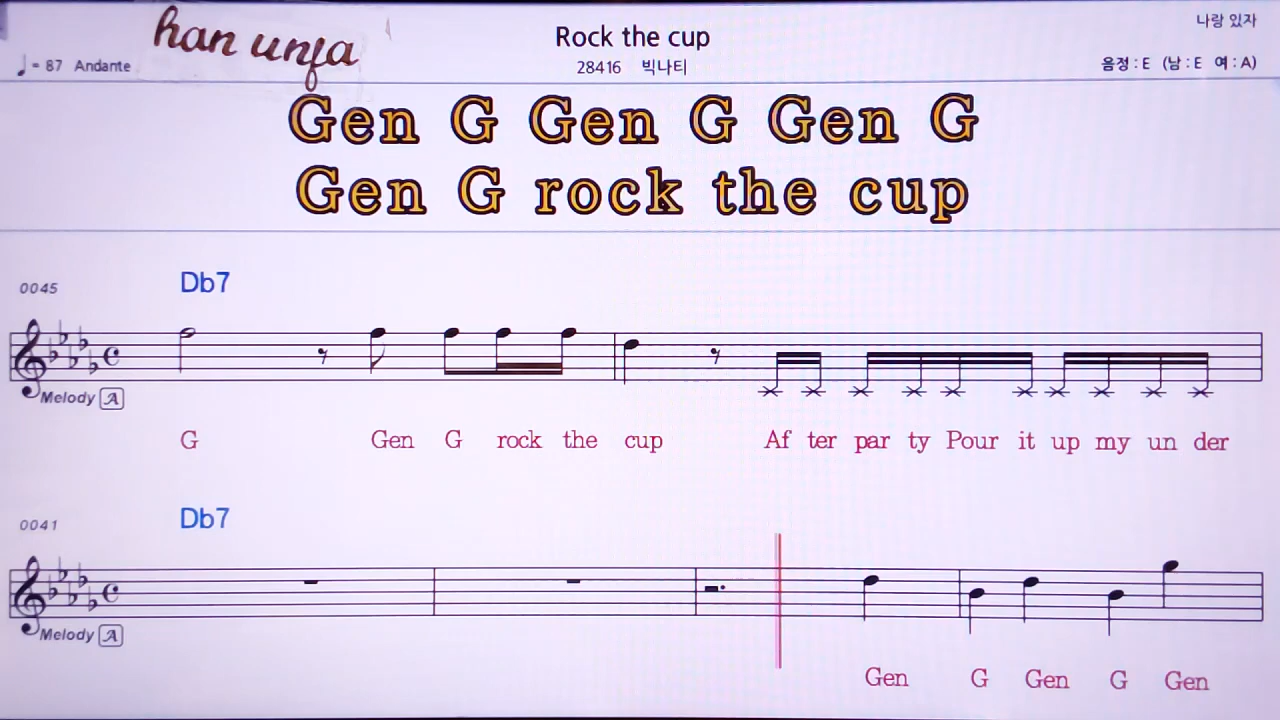 han unja
Rock the cup
나랑 있자
♩= 87 Andante
28416 빅나티
음정 : E (남 : E 여 : A)
Gen G Gen G Gen G
Gen G rock the cup
0045
Db7
Melody A
G Gen G rock the cup Af ter par ty Pour it up my un der
0041
Db7
Melody A
Gen G Gen G Gen